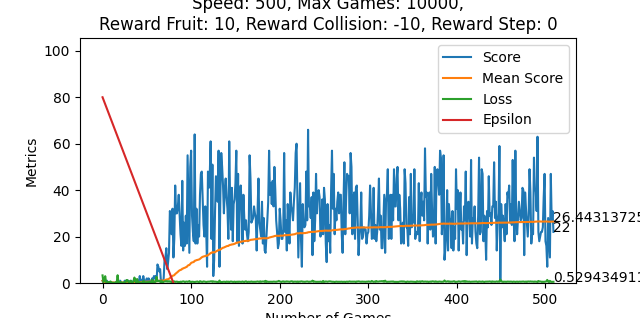 Speed: 500, Max Games: 10000,
Reward Fruit: 10, Reward Collision: -10, Reward Step: 0
100
80
60
40
20
0
Metrics
Score
Mean Score
Loss
Epsilon
26.44313725
22
0.529434911
0 100 200 300 400 500
Number of Games